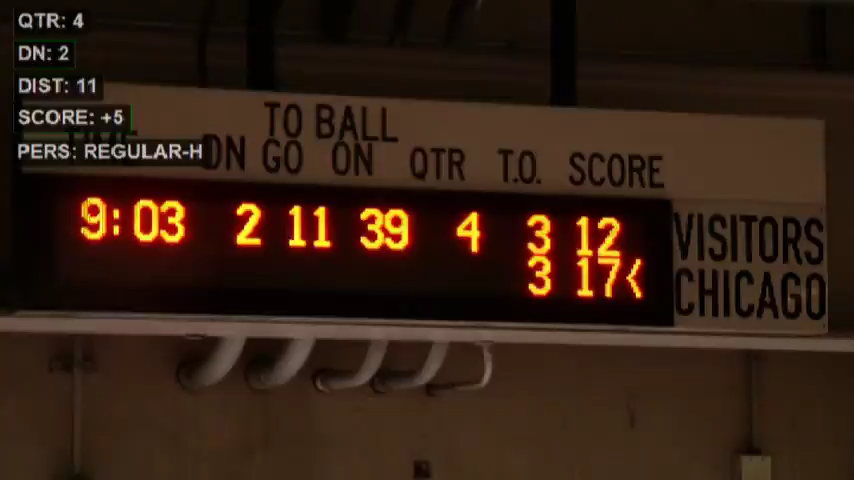 QTR: 4
DN: 2
DIST: 11
SCORE: +5
PERS: REGULAR-H
TIME DN TO GO BALL ON QTR T.O. SCORE
9:03 2 11 39 4 3 12 VISITORS
3 17< CHICAGO